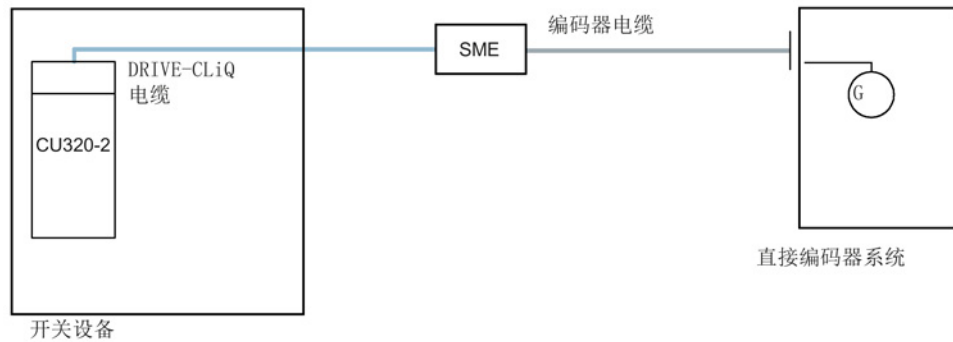 SME
编码器电缆
DRIVE-CLiQ
电缆
CU320-2
G
直接编码器系统
开关设备